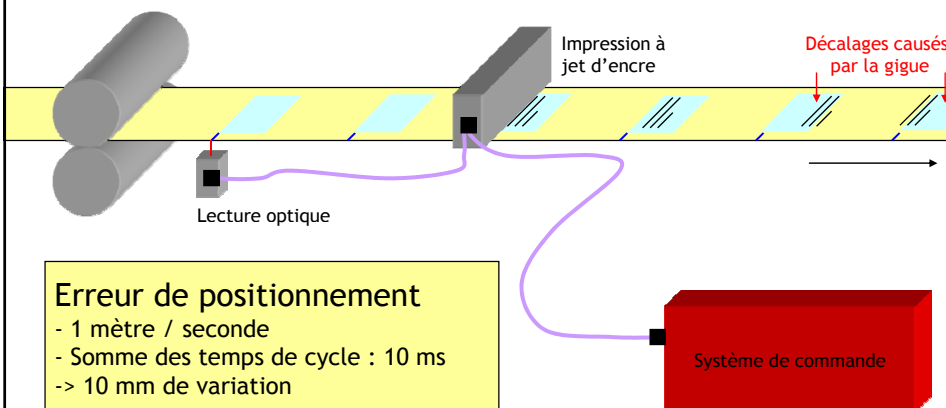 Impression à
jet d'encre
Décalages causés
par la gigue
Lecture optique
Erreur de positionnement
- 1 mètre / seconde
- Somme des temps de cycle : 10 ms
-> 10 mm de variation
Système de commande